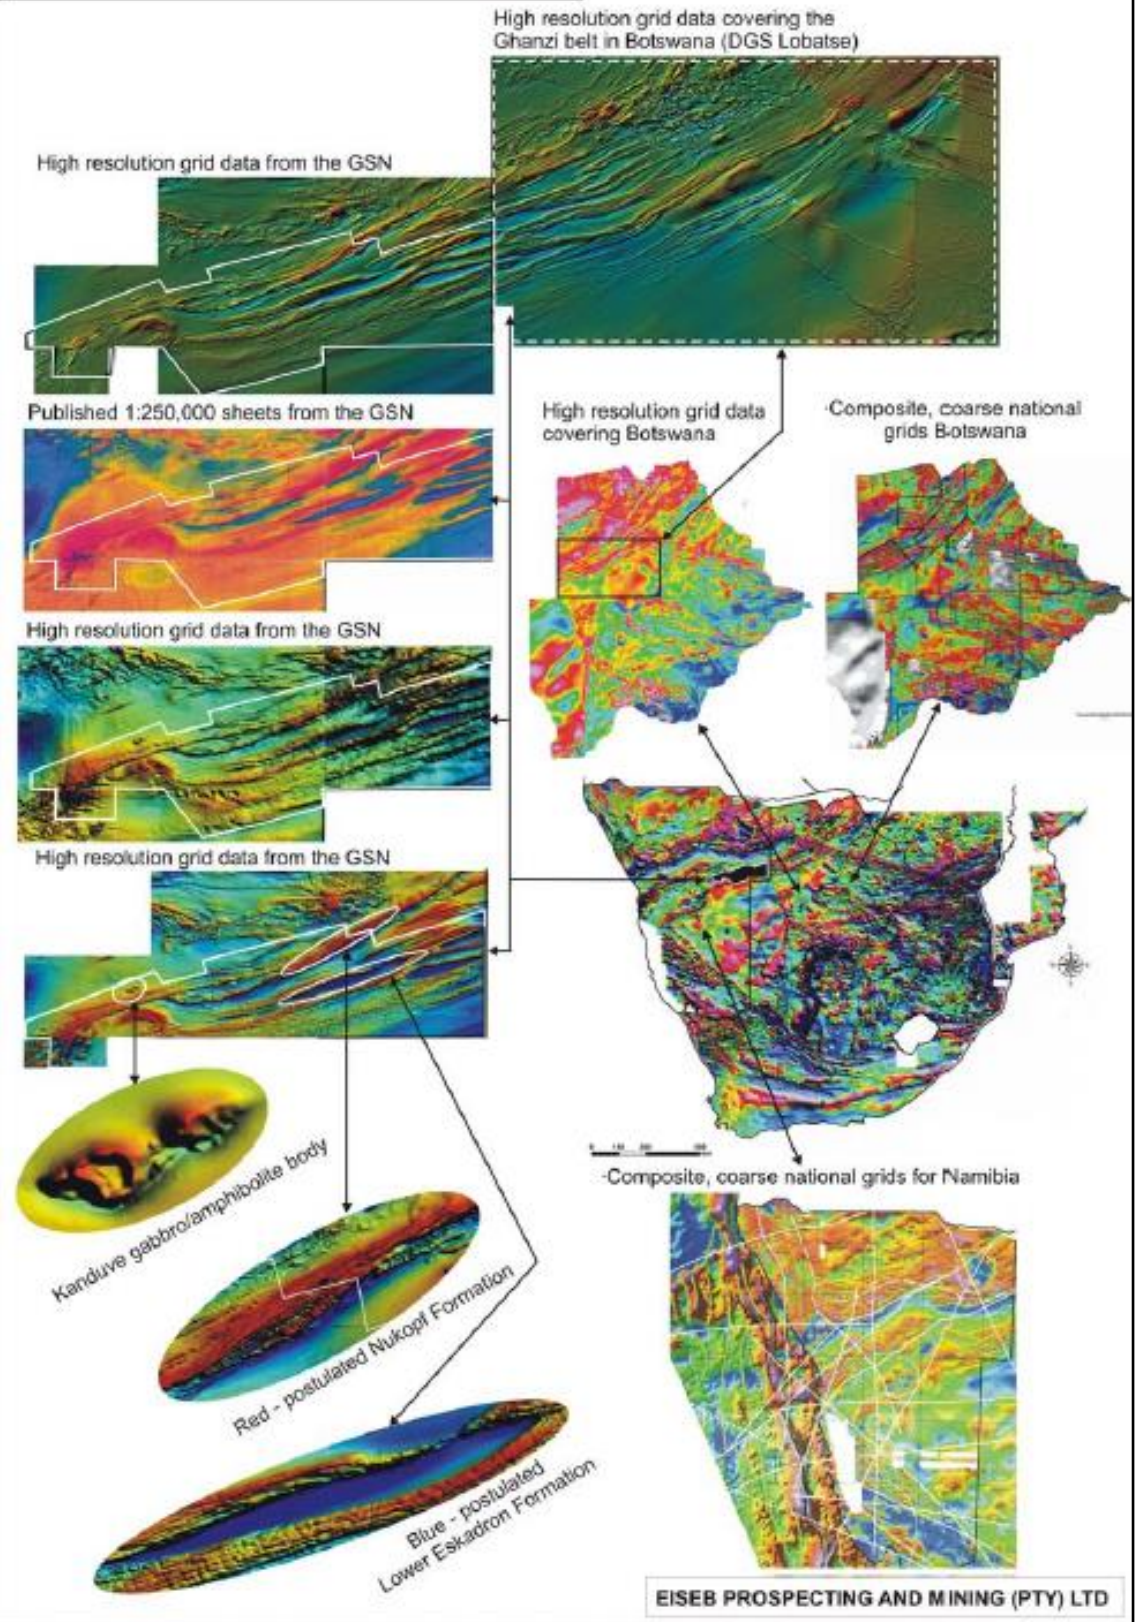 High resolution grid data covering the
Ghanzi belt in Botswana (DGS Lobatse)
High resolution grid data from the GSN
Published 1:250,000 sheets from the GSN
High resolution grid data
covering Botswana
-Composite, coarse national
grids Botswana
High resolution grid data from the GSN
High resolution grid data from the GSN
Kanduve gabbro/amphibolite body
-Composite, coarse national grids for Namibia
Red - postulated Nukopf Formation
Blue - postulated
Lower Eskadron Formation
EISEB PROSPECTING AND MINING (PTY) LTD